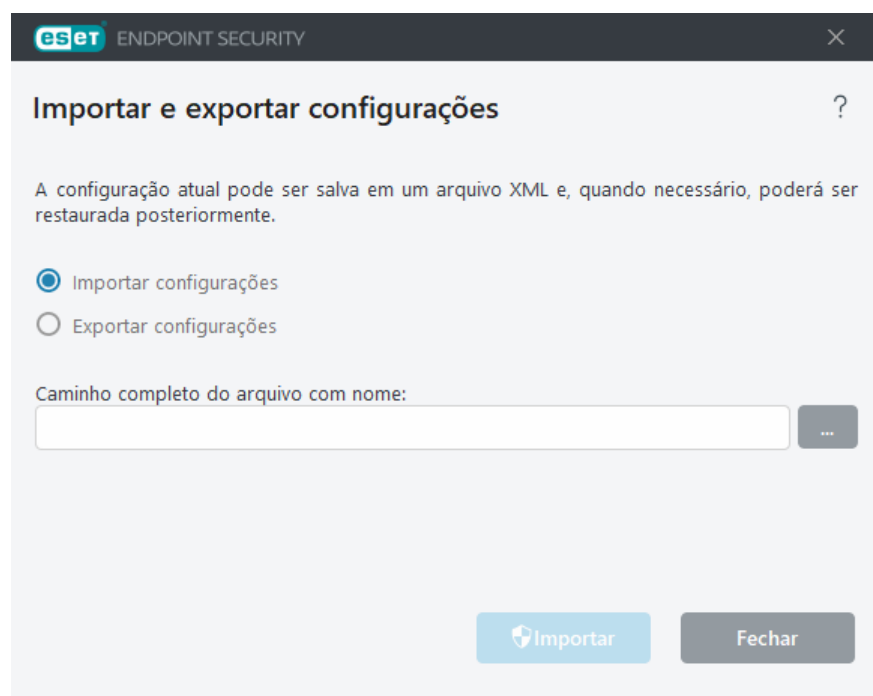 eset ENDPOINT SECURITY
Importar e exportar configurações ?
A configuração atual pode ser salva em um arquivo XML e, quando necessário, poderá ser
restaurada posteriormente.
Importar configurações
Exportar configurações
Caminho completo do arquivo com nome:
...
Importar Fechar